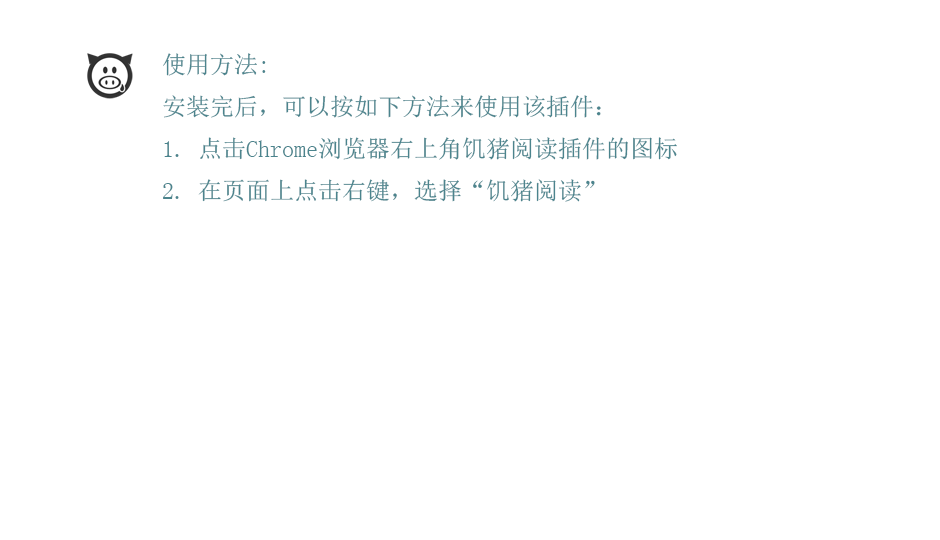 使用方法:
安装完后，可以按如下方法来使用该插件：
1. 点击Chrome浏览器右上角饥猪阅读插件的图标
2. 在页面上点击右键，选择“饥猪阅读”